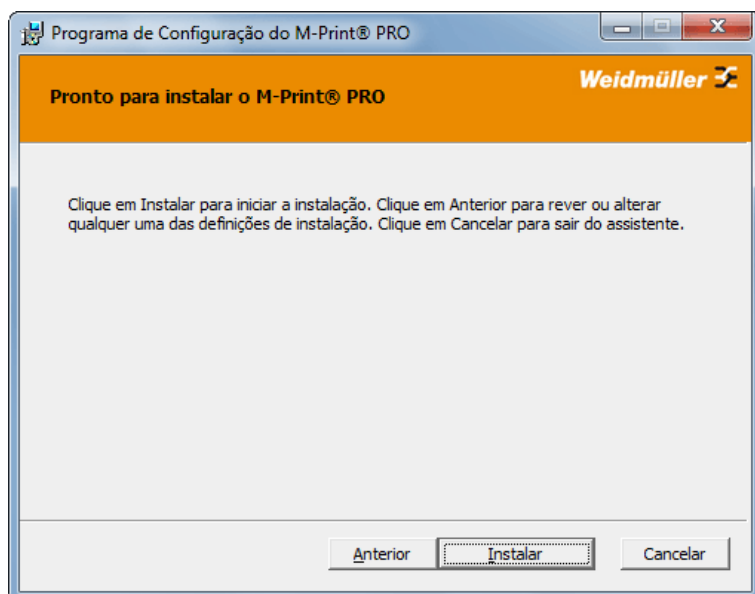 Programa de Configuração do M-Print® PRO
Weidmüller
Pronto para instalar o M-Print® PRO
Clique em Instalar para iniciar a instalação. Clique em Anterior para rever ou alterar
qualquer uma das definições de instalação. Clique em Cancelar para sair do assistente.
Anterior
Instalar
Cancelar